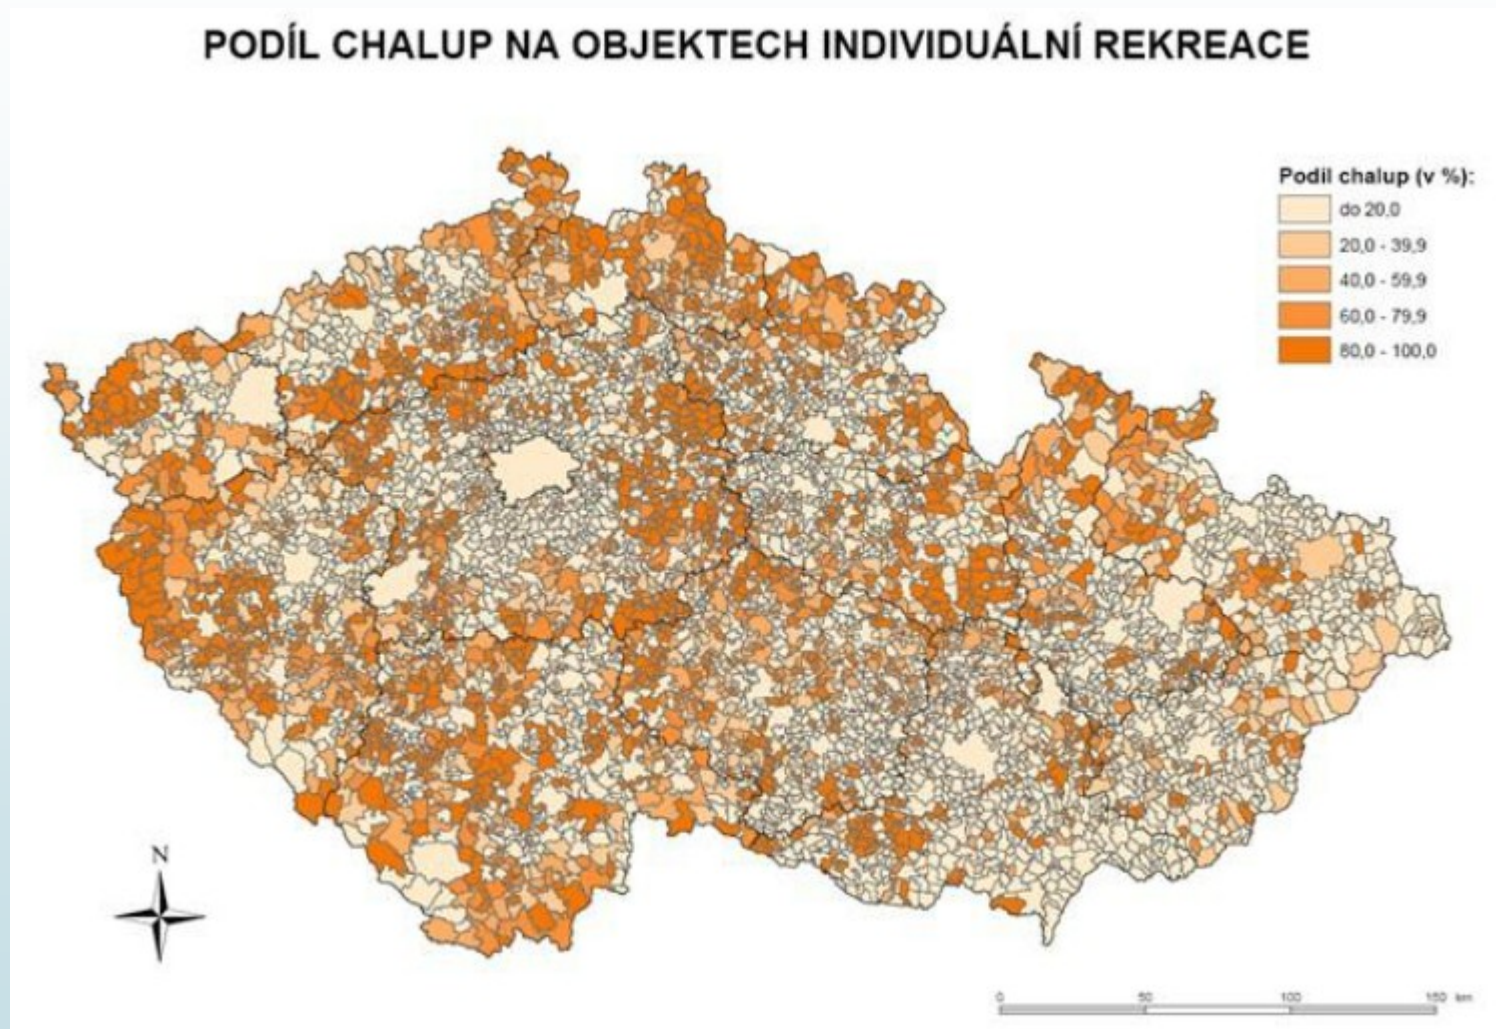 PODÍL CHALUP NA OBJEKTECH INDIVIDUÁLNÍ REKREACE
Podíl chalup (v %):
do 20,0
20,0 - 39,9
40,0 - 59,9
60,0 - 79,9
80,0 - 100,0
N
0 50 100 150 km